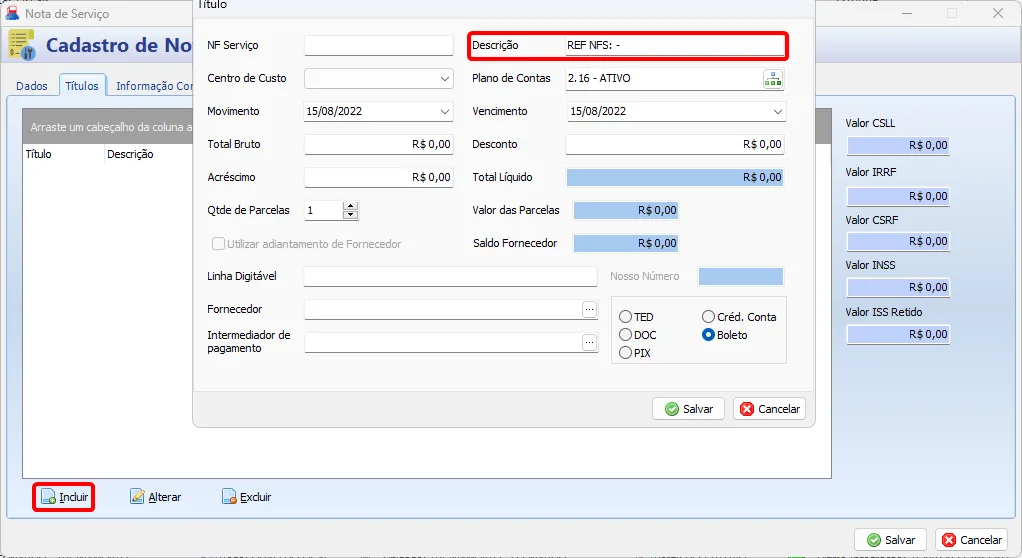 Nota de Serviço
Título
Cadastro de No
Dados
Títulos
Informação Cor
Arraste um cabeçalho da coluna a
Título
Descrição
NF Serviço
Descrição
REF NFS: -
Centro de Custo
Plano de Contas
2.16 - ATIVO
Movimento
15/08/2022
Vencimento
15/08/2022
Total Bruto
R$ 0,00
Desconto
R$ 0,00
Acréscimo
R$ 0,00
Total Líquido
R$ 0,00
Qtde de Parcelas
1
Valor das Parcelas
R$ 0,00
Utilizar adiantamento de Fornecedor
Saldo Fornecedor
R$ 0,00
Linha Digitável
Nosso Número
Fornecedor
...
Intermediador de
pagamento
...
TED
Créd. Conta
DOC
Boleto
PIX
Salvar
Cancelar
Valor CSLL
R$ 0,00
Valor IRRF
R$ 0,00
Valor CSRF
R$ 0,00
Valor INSS
R$ 0,00
Valor ISS Retido
R$ 0,00
Incluir
Alterar
Excluir
Salvar
Cancelar